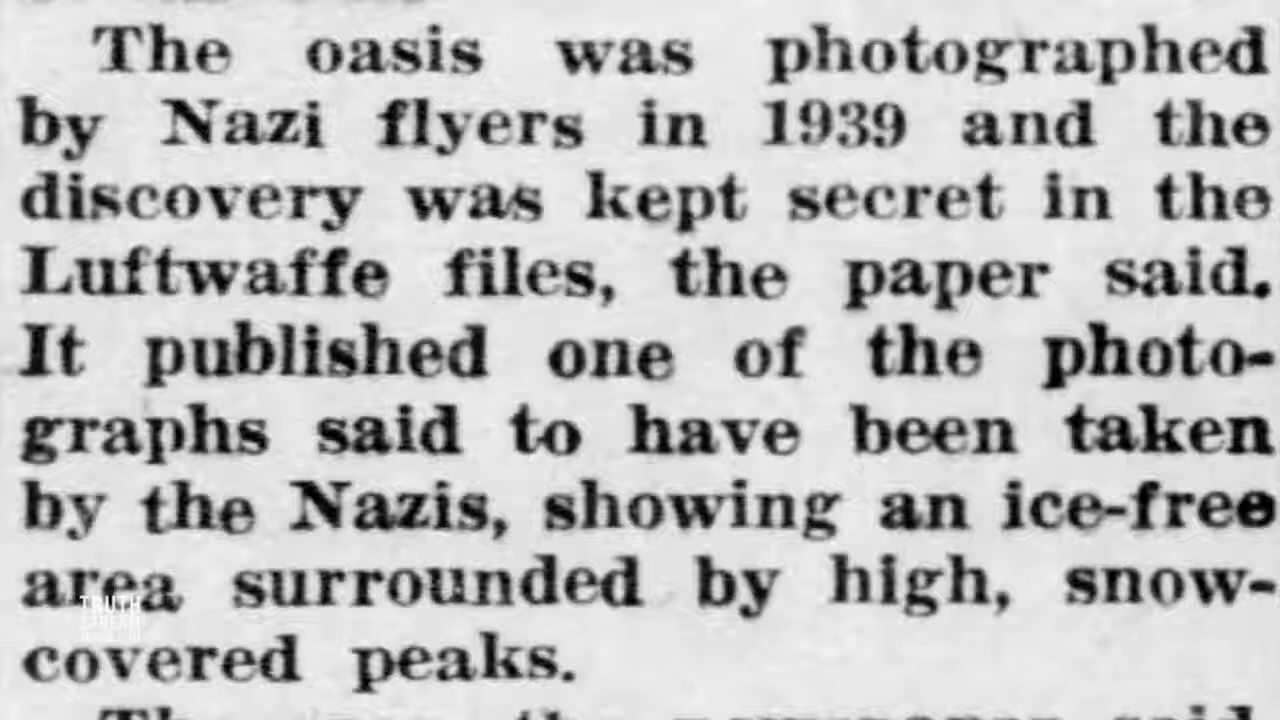 The oasis was photographed
by Nazi flyers in 1939 and the
discovery was kept secret in the
Luftwaffe files, the paper said.
It published one of the photo-
graphs said to have been taken
by the Nazis, showing an ice-free
area surrounded by high, snow-
covered peaks.
TRUTH